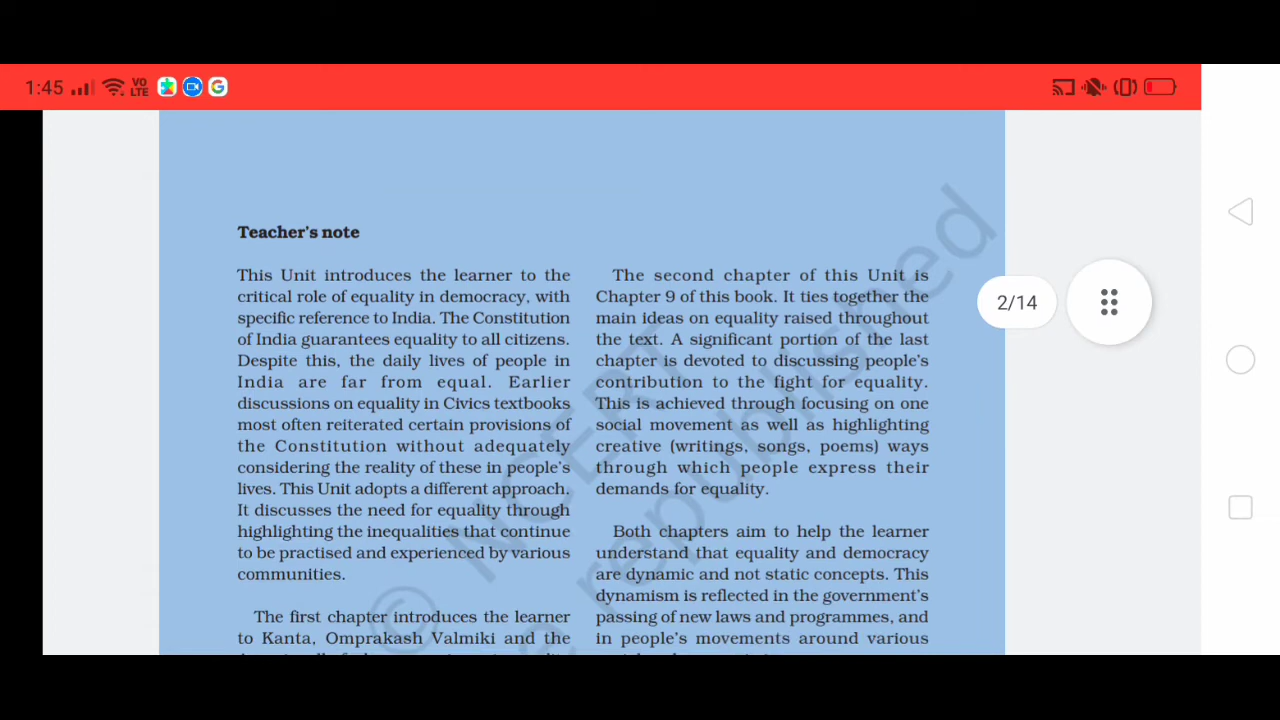 1:45 VO LTE
Teacher's note
This Unit introduces the learner to the
critical role of equality in democracy, with
specific reference to India. The Constitution
of India guarantees equality to all citizens.
Despite this, the daily lives of people in
India are far from equal. Earlier
discussions on equality in Civics textbooks
most often reiterated certain provisions of
the Constitution without adequately
considering the reality of these in people's
lives. This Unit adopts a different approach.
It discusses the need for equality through
highlighting the inequalities that continue
to be practised and experienced by various
communities.
The first chapter introduces the learner
to Kanta, Omprakash Valmiki and the
The second chapter of this Unit is
Chapter 9 of this book. It ties together the
main ideas on equality raised throughout
the text. A significant portion of the last
chapter is devoted to discussing people's
contribution to the fight for equality.
This is achieved through focusing on one
social movement as well as highlighting
creative (writings, songs, poems) ways
through which people express their
demands for equality.
Both chapters aim to help the learner
understand that equality and democracy
are dynamic and not static concepts. This
dynamism is reflected in the government's
passing of new laws and programmes, and
in people's movements around various
2/14
© NCERT
republished